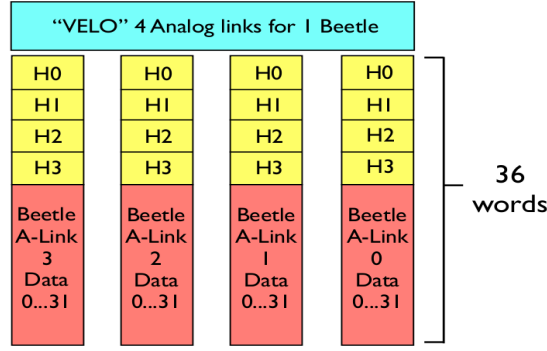 “VELO” 4 Analog links for 1 Beetle
H0 H0 H0 H0
H1 H1 H1 H1
H2 H2 H2 H2
H3 H3 H3 H3
36
words
Beetle
A-Link
3
Data
0...31
Beetle
A-Link
2
Data
0...31
Beetle
A-Link
1
Data
0...31
Beetle
A-Link
0
Data
0...31